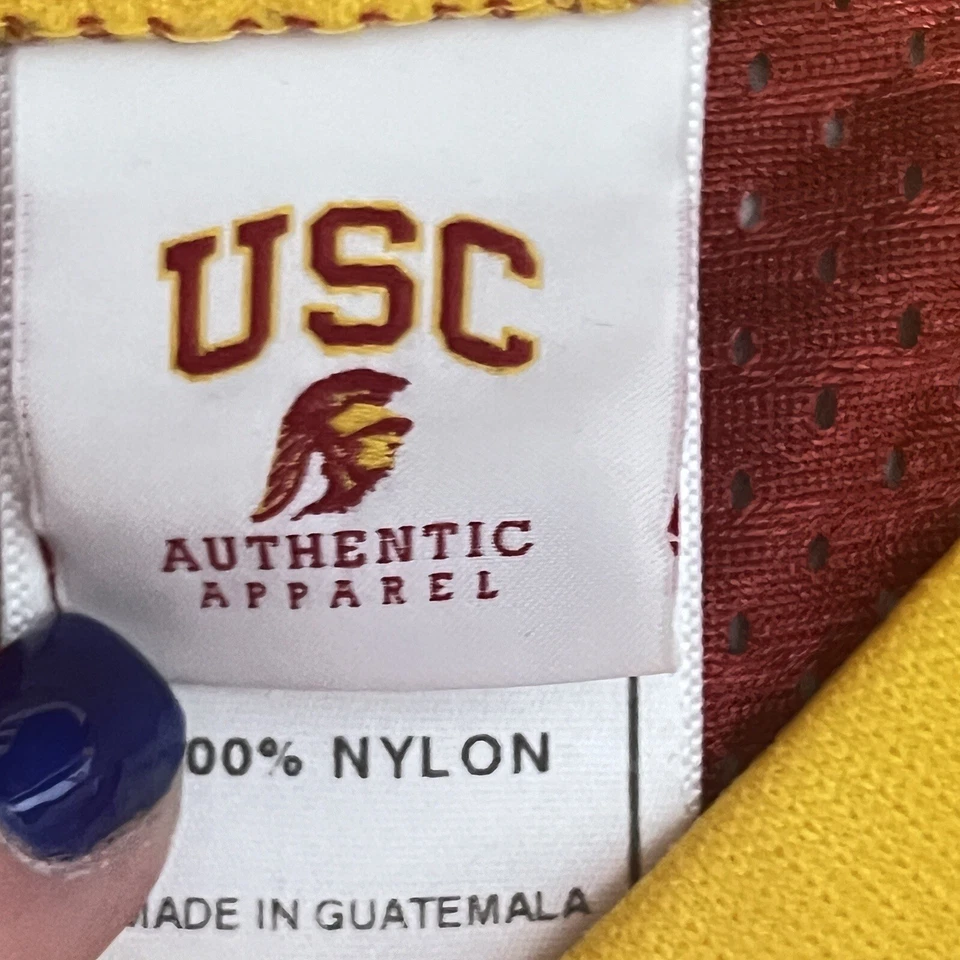 USC
AUTHENTIC
APPAREL
00% NYLON
MADE IN GUATEMALA